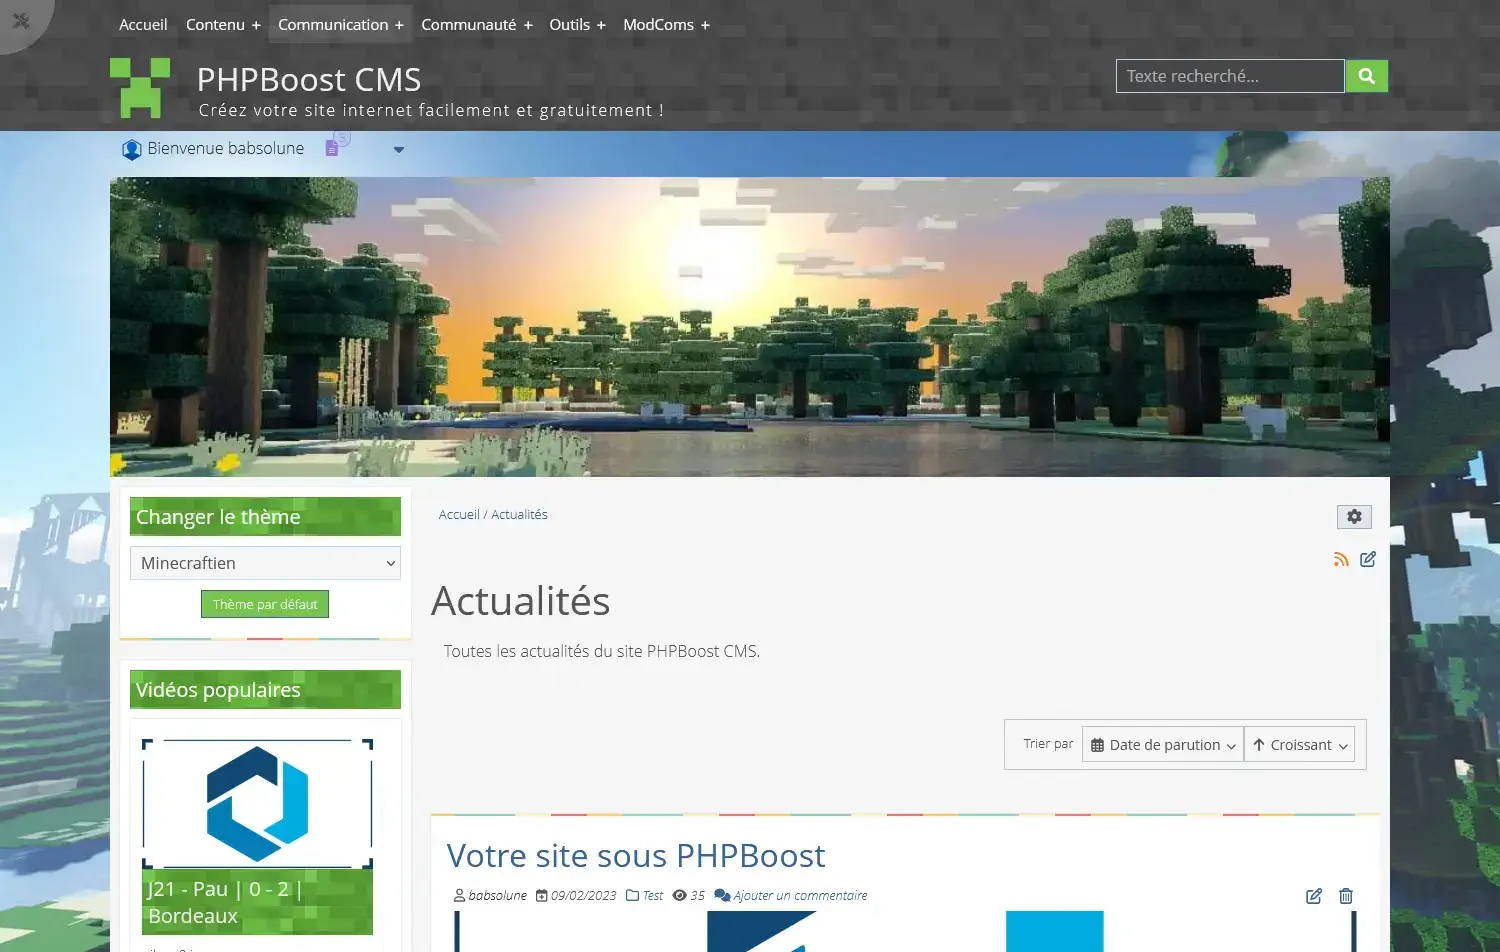 Accueil Contenu + Communication + Communauté + Outils + ModComs +
PHPBoost CMS
Créez votre site internet facilement et gratuitement !
Texte recherché...
Bienvenue babsolune
3
Changer le thème
Minecraftien
Thème par défaut
Vidéos populaires
J21 - Pau | 0 - 2 |
Bordeaux
Accueil / Actualités
Actualités
Toutes les actualités du site PHPBoost CMS.
Trier par Date de parution Croissant
Votre site sous PHPBoost
babsolune 09/02/2023 Test 35 Ajouter un commentaire